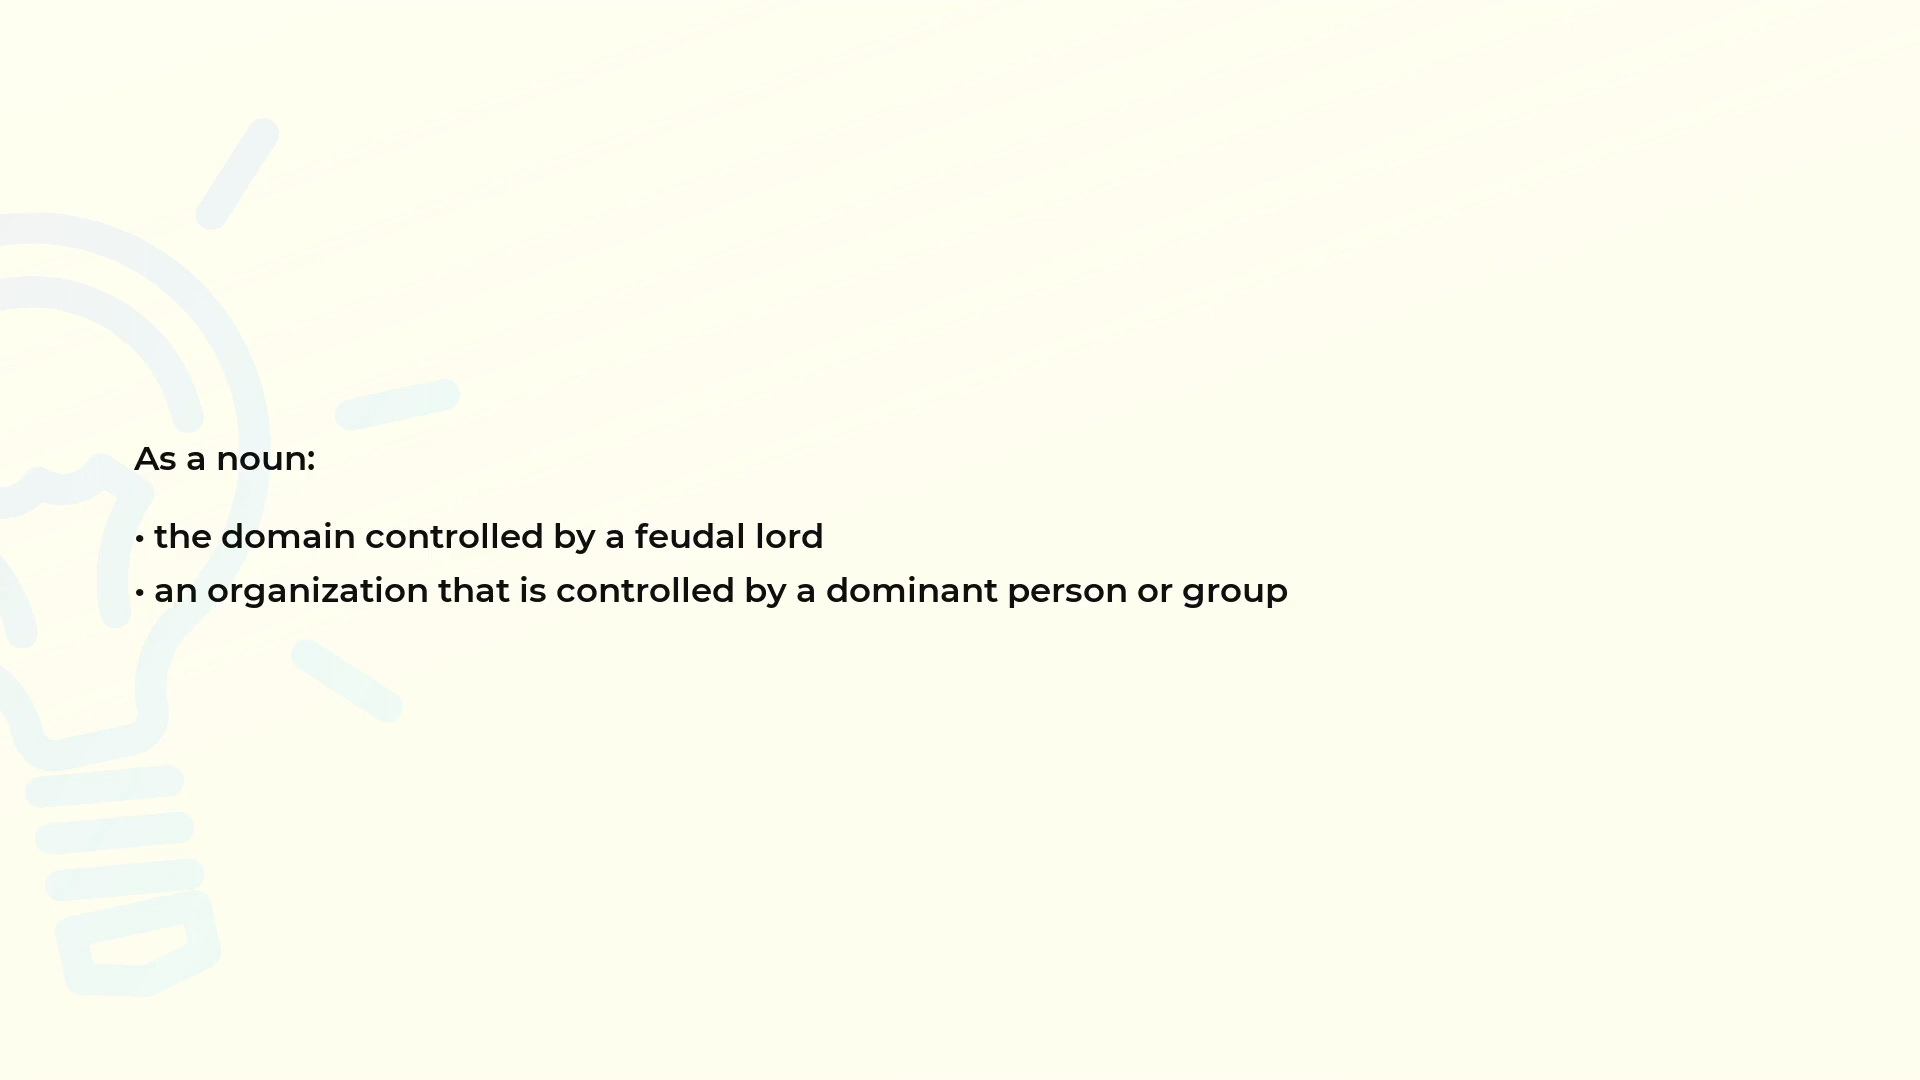 As a noun:
• the domain controlled by a feudal lord
• an organization that is controlled by a dominant person or group